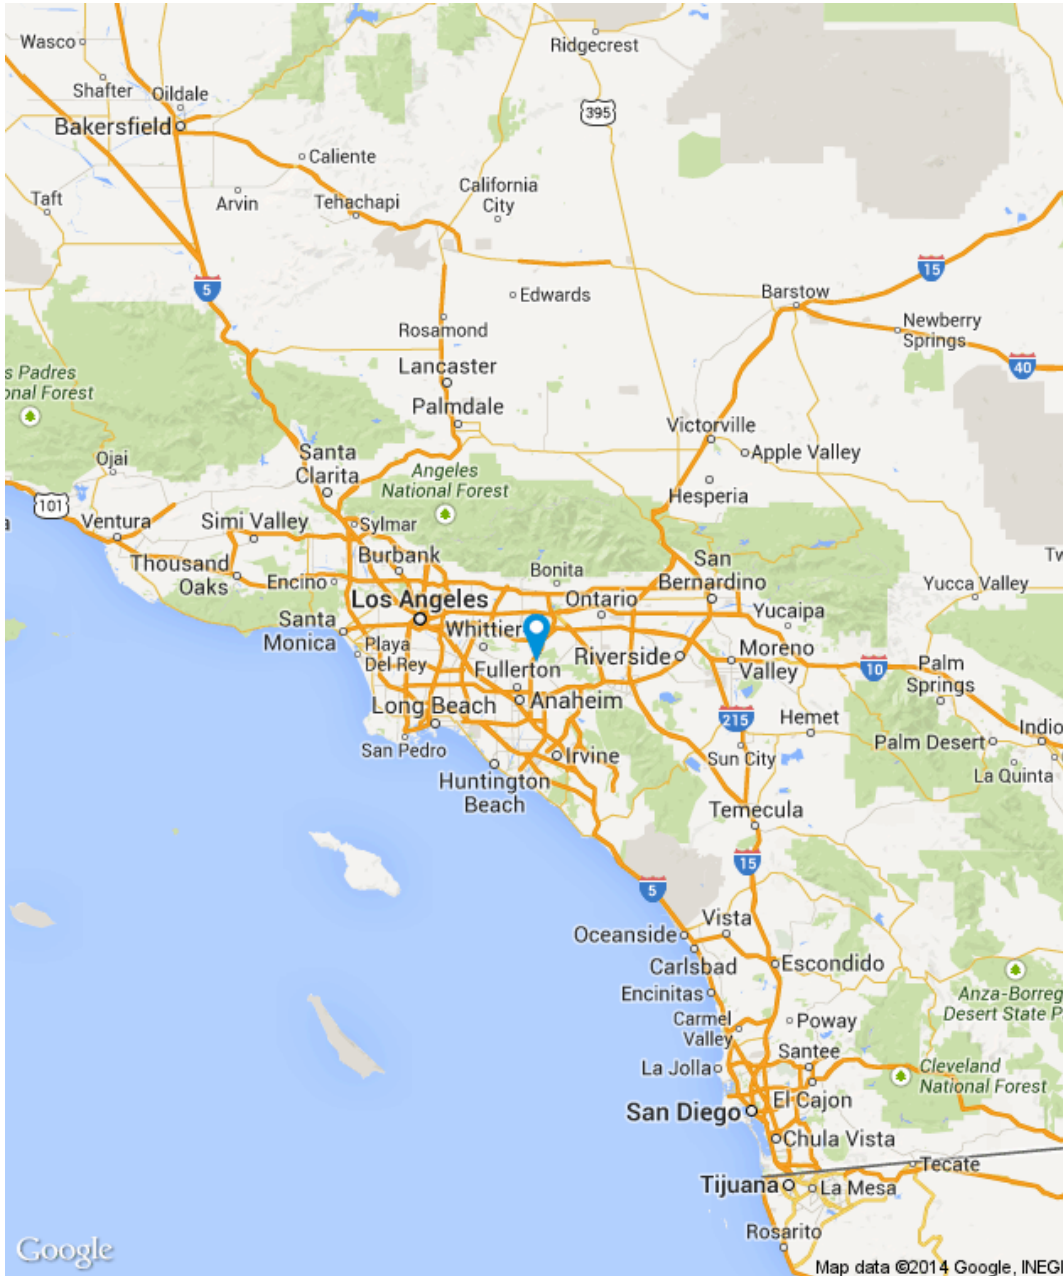 Wasco
Ridgecrest
Shafter
Oildale
395
Bakersfield
Caliente
Taft
Arvin
Tehachapi
California
City
15
5
Edwards
Barstow
Rosamond
Newberry
Springs
Lancaster
40
s Padres
onal Forest
Palmdale
Victorville
Ojai
Santa
Clarita
Angeles
National Forest
Apple Valley
Hesperia
101
Ventura
Simi Valley
Sylmar
Burbank
San
Bernardino
Tw
Thousand
Oaks
Encino
Bonita
Yucca Valley
Los Angeles
Ontario
Yucaipa
Santa
Monica
Whittier
Playa
Del Rey
Riverside
Moreno
Valley
10
Palm
Springs
Fullerton
Anaheim
Long Beach
215
Hemet
Indio
San Pedro
Irvine
Sun City
Palm Desert
La Quinta
Huntington
Beach
Temecula
15
5
Vista
Oceanside
Carlsbad
Escondido
Encinitas
Anza-Borreg
Desert State P
Carmel
Valley
Poway
Santee
La Jolla
Cleveland
National Forest
El Cajon
San Diego
Chula Vista
Tecate
Tijuana
La Mesa
Rosarito
Google
Map data ©2014 Google, INEGI